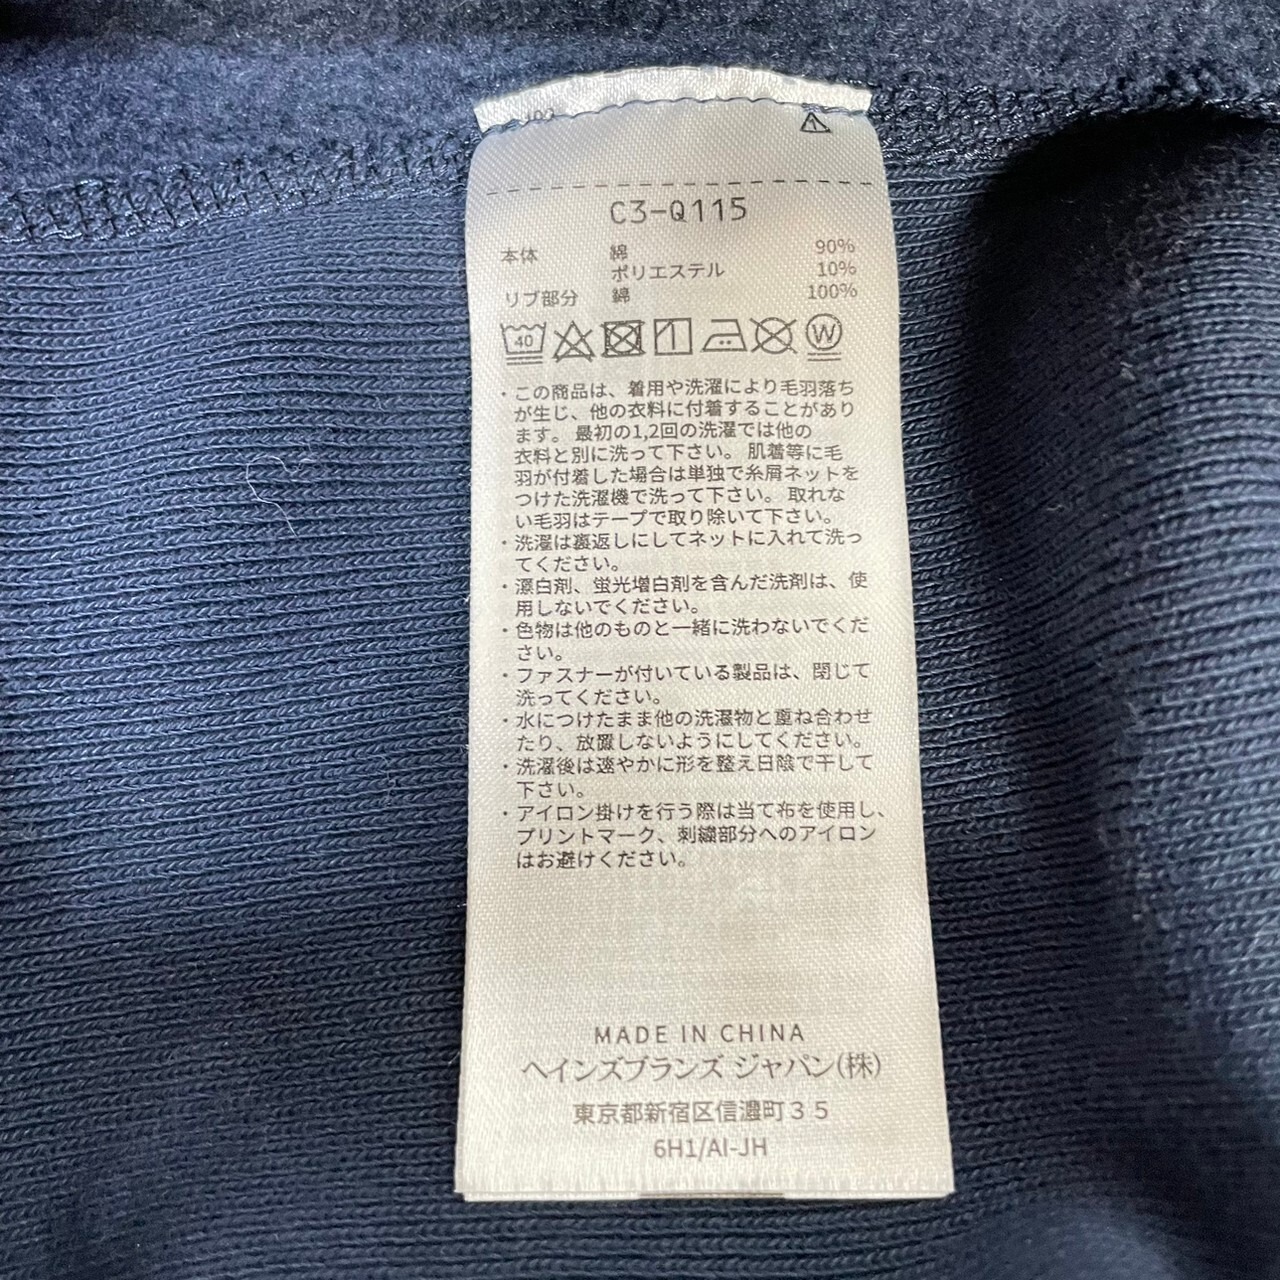 C3-Q115
本体 綿 90%
ポリエステル 10%
リブ部分 綿 100%
40
W
・この商品は、着用や洗濯により毛羽落ち
が生じ、他の衣料に付着することがあり
ます。最初の1,2回の洗濯では他の
衣料と別に洗って下さい。肌着等に毛
羽が付着した場合は単独で糸屑ネットを
つけた洗濯機で洗って下さい。取れな
い毛羽はテープで取り除いて下さい。
・洗濯は裏返しにしてネットに入れて洗っ
てください。
・漂白剤、蛍光増白剤を含んだ洗剤は、使
用しないでください。
・色物は他のものと一緒に洗わないでくだ
さい。
・ファスナーが付いている製品は、閉じて
洗ってください。
・水につけたまま他の洗濯物と重ね合わせ
たり、放置しないようにしてください。
・洗濯後は速やかに形を整え日陰で干して
下さい。
・アイロン掛けを行う際は当て布を使用し、
プリントマーク、刺繍部分へのアイロン
はお避けください。
MADE IN CHINA
ヘインズブランズ ジャパン(株)
東京都新宿区信濃町35
6H1/AI-JH